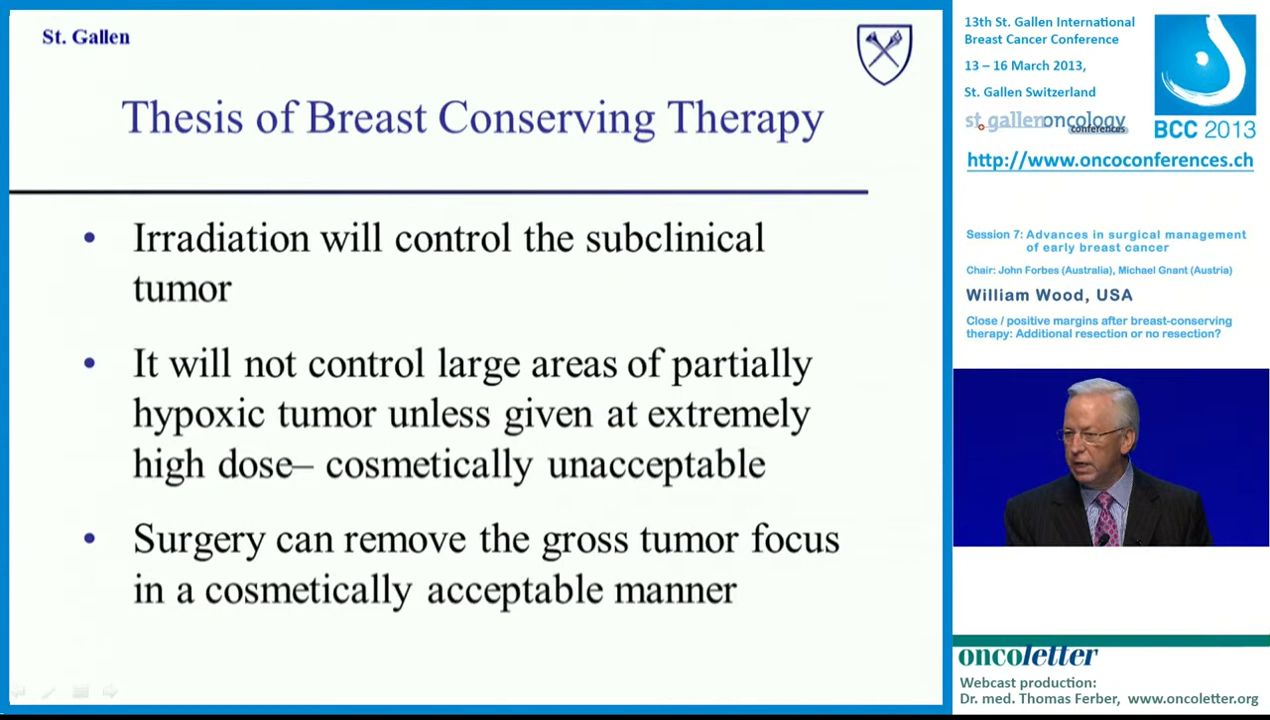 St. Gallen
Thesis of Breast Conserving Therapy
• Irradiation will control the subclinical
tumor
• It will not control large areas of partially
hypoxic tumor unless given at extremely
high dose– cosmetically unacceptable
• Surgery can remove the gross tumor focus
in a cosmetically acceptable manner
13th St. Gallen International
Breast Cancer Conference
13 – 16 March 2013,
St. Gallen Switzerland
st.gallenoncology
conferences
BCC 2013
http://www.oncoconferences.ch
Session 7: Advances in surgical management
of early breast cancer
Chair: John Forbes (Australia), Michael Gnant (Austria)
William Wood, USA
Close / positive margins after breast-conserving
therapy: Additional resection or no resection?
oncoletter
Webcast production:
Dr. med. Thomas Ferber, www.oncoletter.org